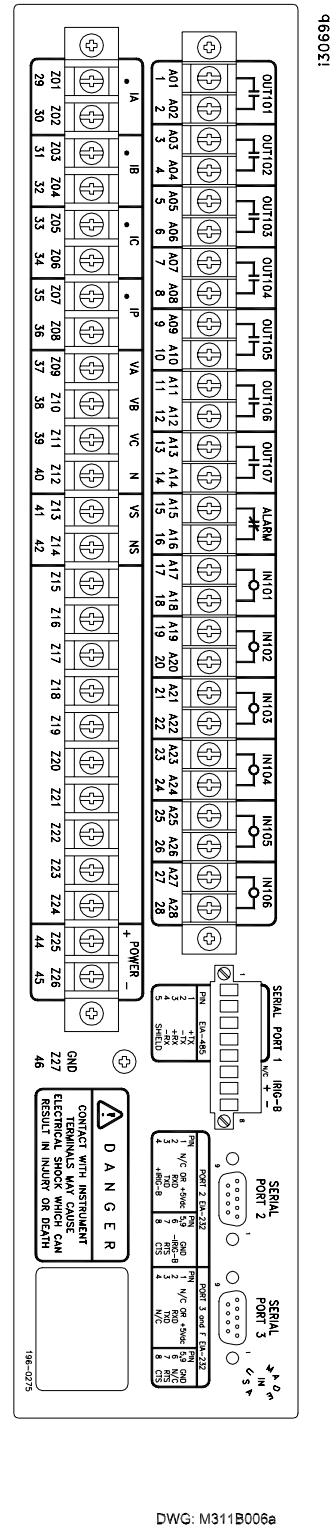 i3069b
OUT101 OUT102 OUT103 OUT104 OUT105 OUT106 OUT107 ALARM IN101 IN102 IN103 IN104 IN105 IN106
A01 A02 A03 A04 A05 A06 A07 A08 A09 A10 A11 A12 A13 A14 A15 A16 A17 A18 A19 A20 A21 A22 A23 A24 A25 A26 A27 A28
1 2 3 4 5 6 7 8 9 10 11 12 13 14 15 16 17 18 19 20 21 22 23 24 25 26 27 28
IA IB IC IP VA VB VC N VS NS POWER
+ -
Z01 Z02 Z03 Z04 Z05 Z06 Z07 Z08 Z09 Z10 Z11 Z12 Z13 Z14 Z15 Z16 Z17 Z18 Z19 Z20 Z21 Z22 Z23 Z24 Z25 Z26
29 30 31 32 33 34 35 36 37 38 39 40 41 42 44 45
SERIAL PORT 1 IRIG-B
N/C + -
1 8
PIN EIA-485
1 +TX
2 -TX
3 +RX
4 -RX
5 SHIELD
GND
Z27
46
SERIAL
PORT 2
9 1
PORT 2 EIA-232
PIN PIN
1 N/C OR +5Vdc 5,9 GND
2 RXD 6 -IRIG-B
3 TXD 7 RTS
4 +IRIG-B 8 CTS
SERIAL
PORT 3
9 1
PORT 3 and F EIA-232
PIN PIN
1 N/C OR +5Vdc 5,9 GND
2 RXD 6 N/C
3 TXD 7 RTS
4 N/C 8 CTS
MADE
IN
USA
DANGER
CONTACT WITH INSTRUMENT
TERMINALS MAY CAUSE
ELECTRICAL SHOCK WHICH CAN
RESULT IN INJURY OR DEATH
196-0275
DWG: M311B006a